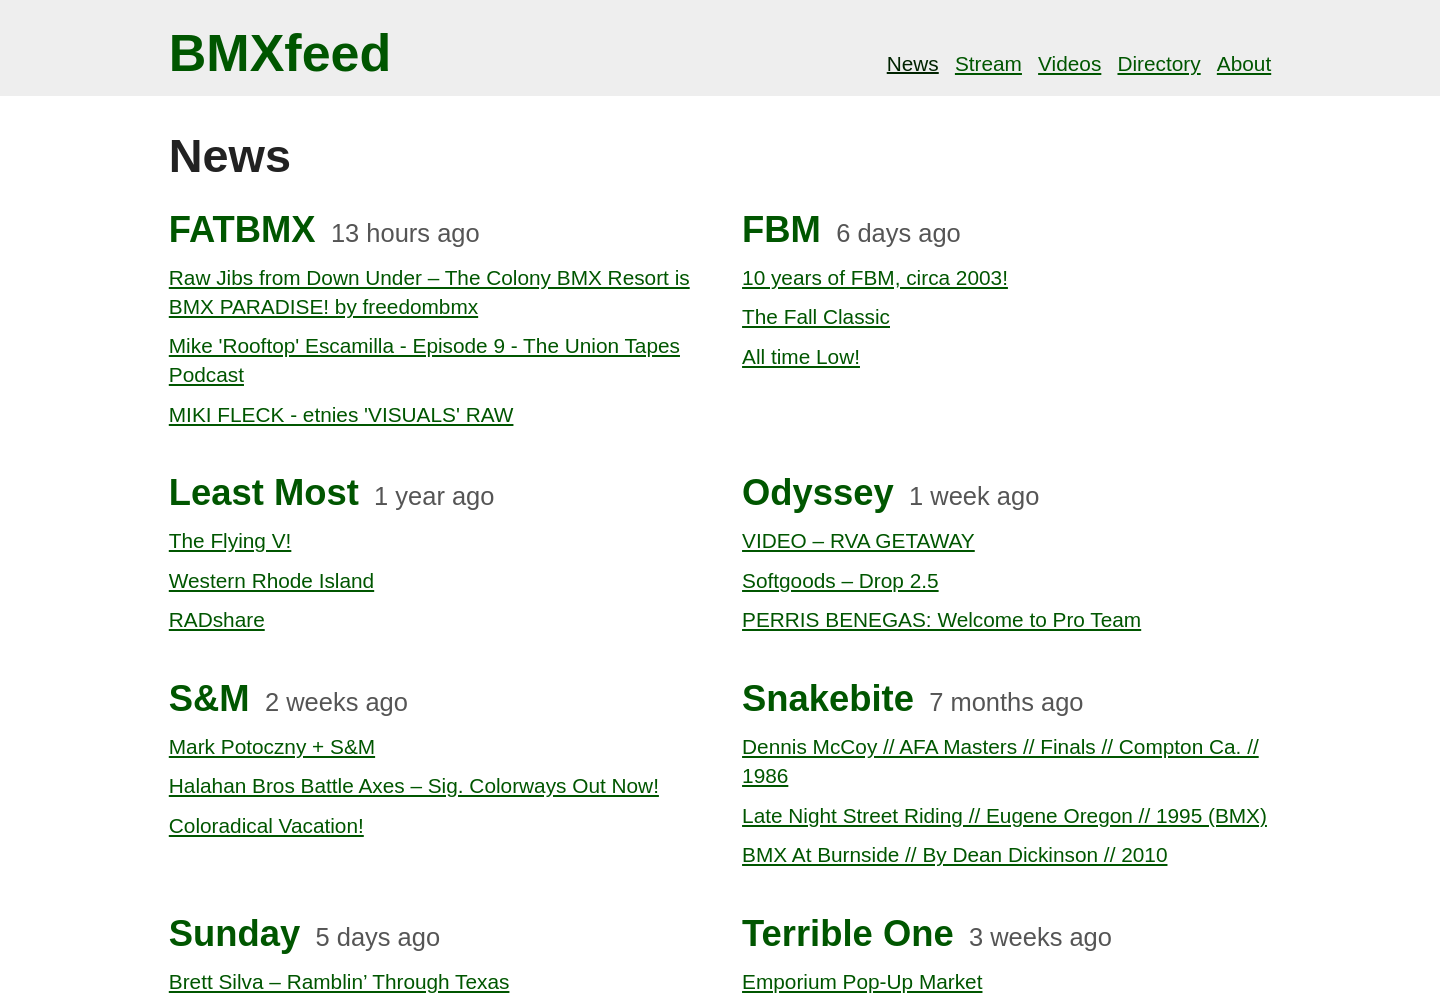 BMXfeed
News Stream Videos Directory About
News
FATBMX 13 hours ago
Raw Jibs from Down Under – The Colony BMX Resort is
BMX PARADISE! by freedombmx
Mike 'Rooftop' Escamilla - Episode 9 - The Union Tapes
Podcast
MIKI FLECK - etnies 'VISUALS' RAW
FBM 6 days ago
10 years of FBM, circa 2003!
The Fall Classic
All time Low!
Least Most 1 year ago
The Flying V!
Western Rhode Island
RADshare
Odyssey 1 week ago
VIDEO – RVA GETAWAY
Softgoods – Drop 2.5
PERRIS BENEGAS: Welcome to Pro Team
S&M 2 weeks ago
Mark Potoczny + S&M
Halahan Bros Battle Axes – Sig. Colorways Out Now!
Coloradical Vacation!
Snakebite 7 months ago
Dennis McCoy // AFA Masters // Finals // Compton Ca. //
1986
Late Night Street Riding // Eugene Oregon // 1995 (BMX)
BMX At Burnside // By Dean Dickinson // 2010
Sunday 5 days ago
Brett Silva – Ramblin’ Through Texas
Terrible One 3 weeks ago
Emporium Pop-Up Market